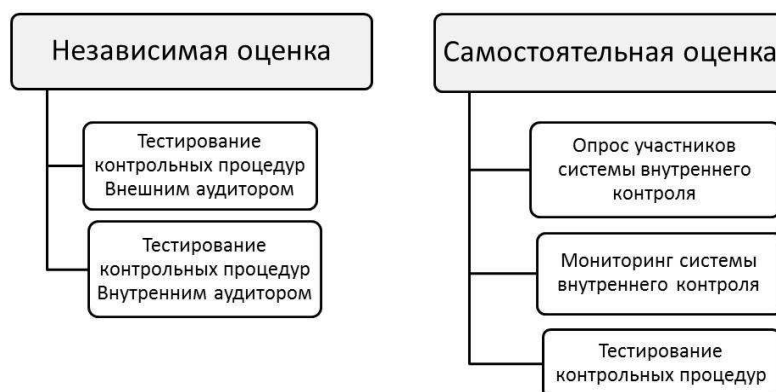 Независимая оценка
Тестирование
контрольных процедур
Внешним аудитором
Тестирование
контрольных процедур
Внутренним аудитором
Самостоятельная оценка
Опрос участников
системы внутреннего
контроля
Мониторинг системы
внутреннего контроля
Тестирование
контрольных процедур